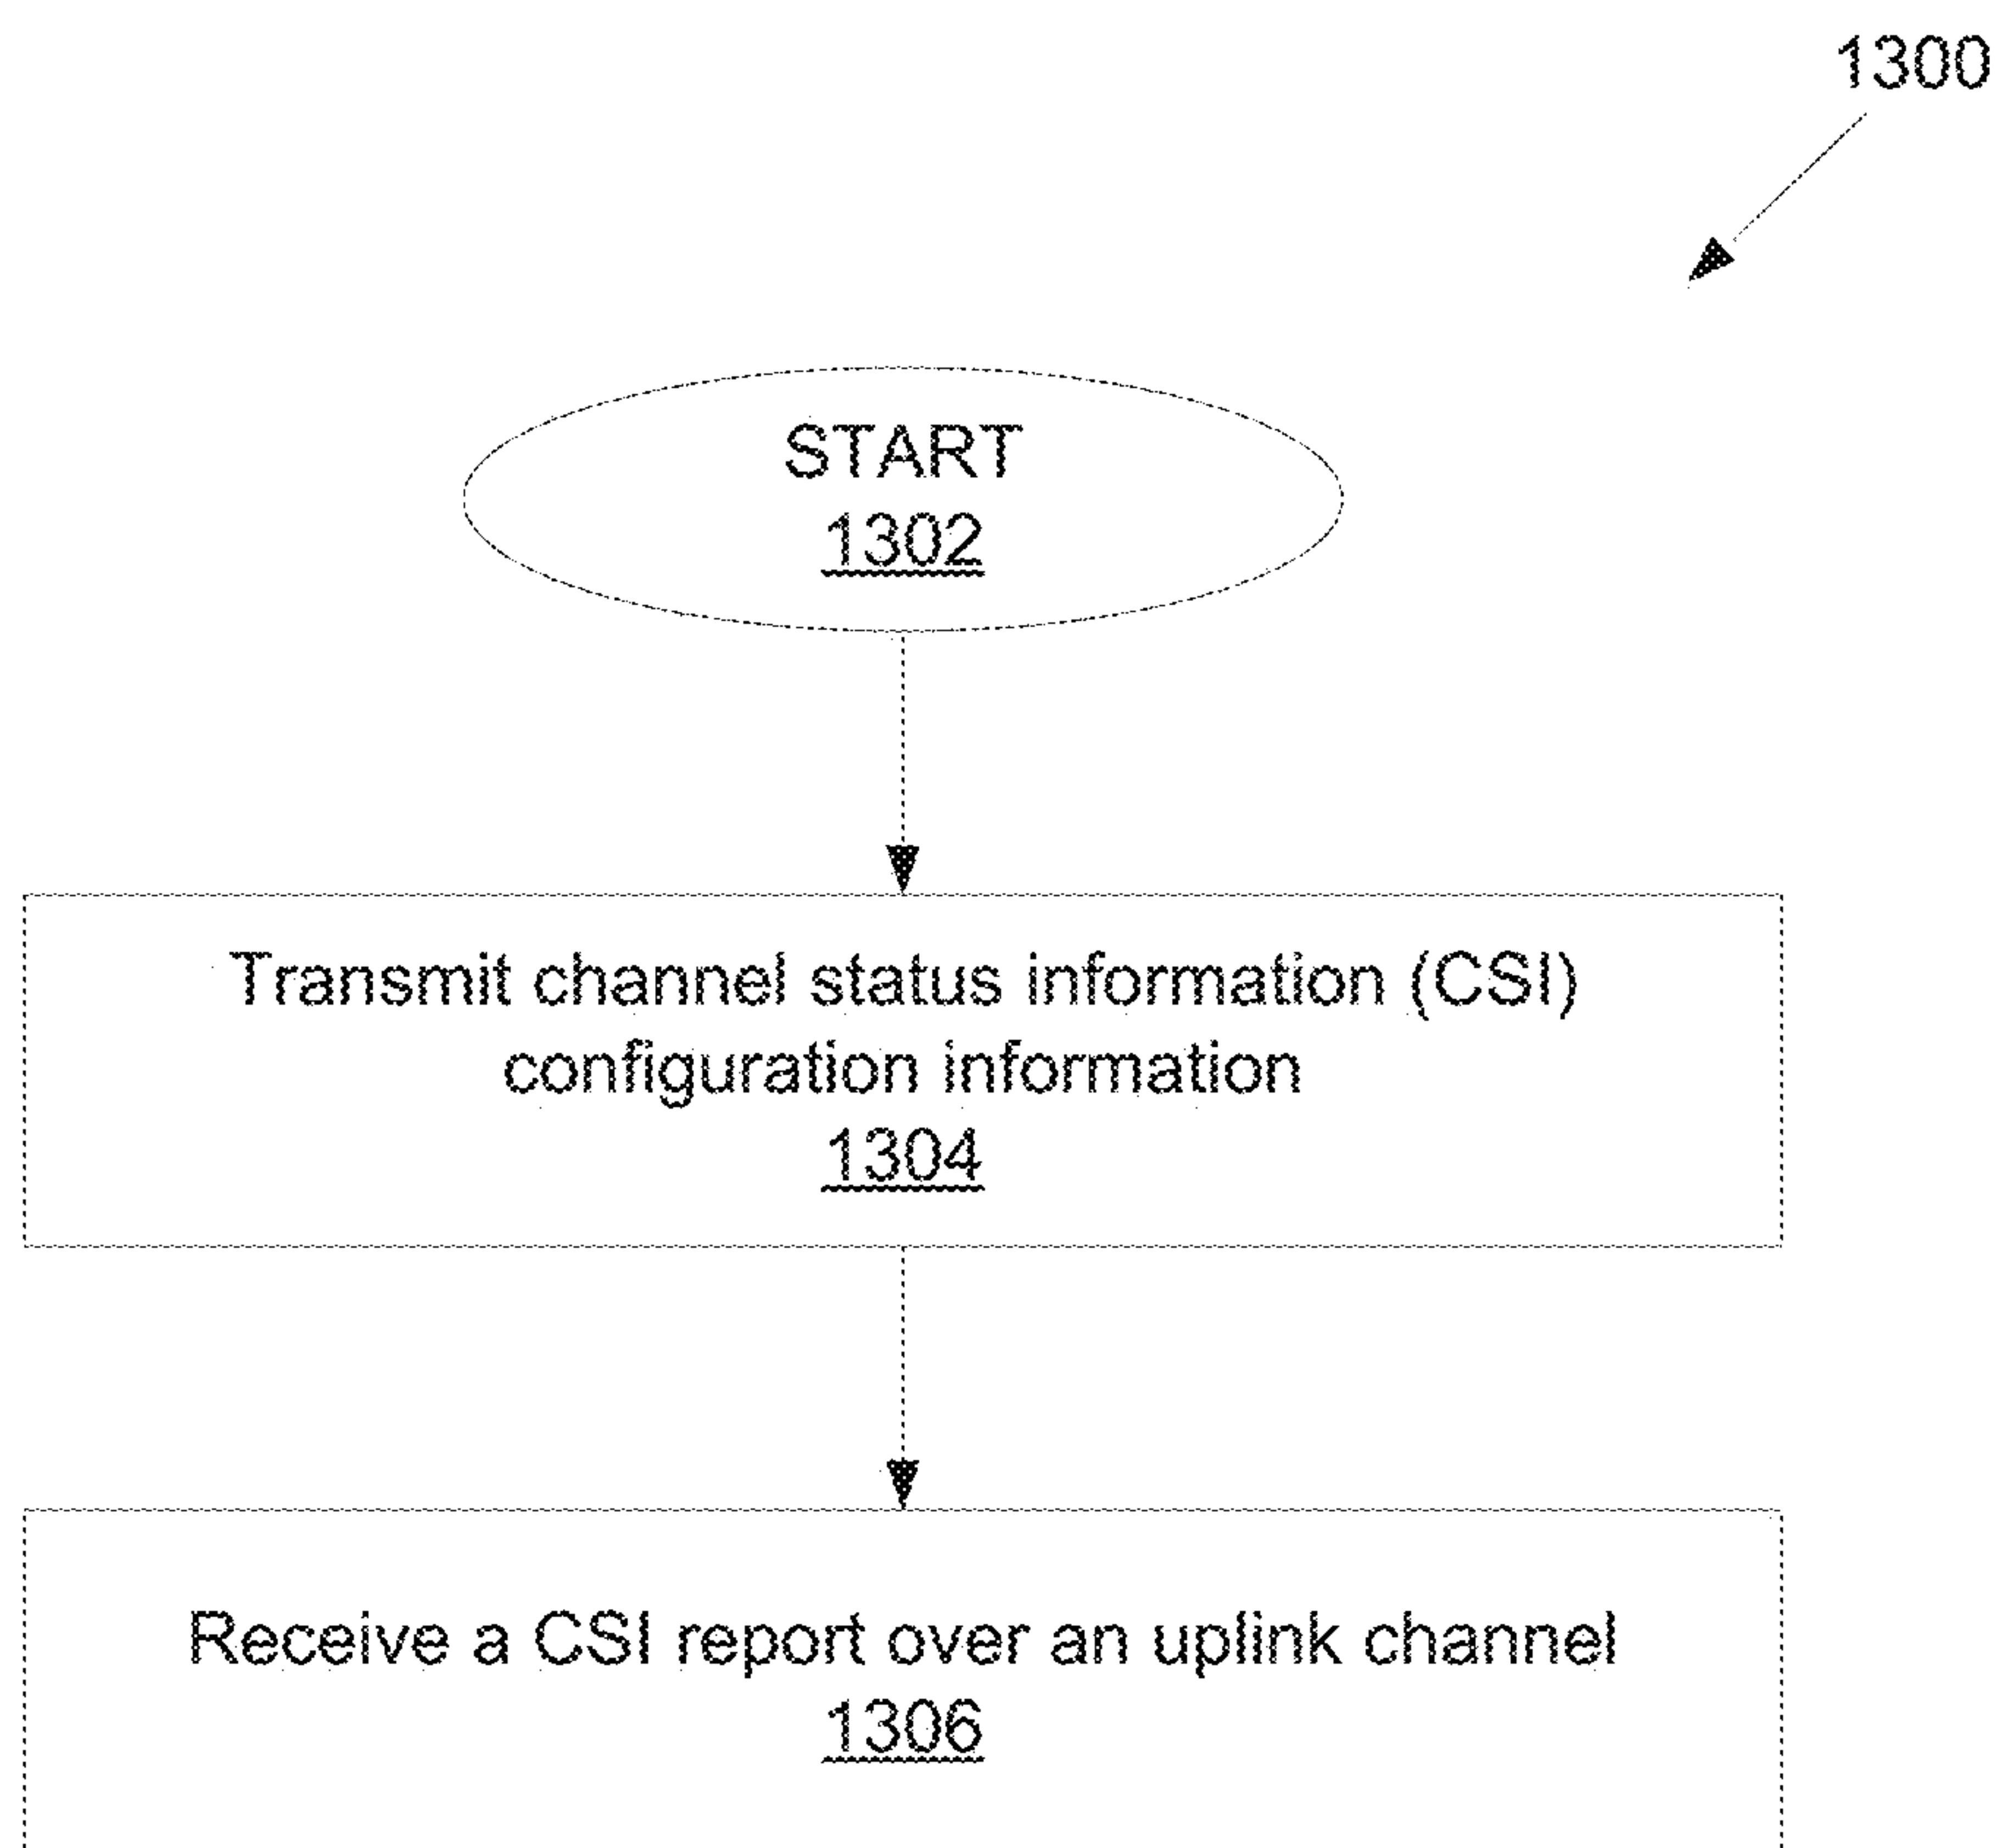 1300
START
1302
Transmit channel status information (CSI)
configuration information
1304
Receive a CSI report over an uplink channel
1306